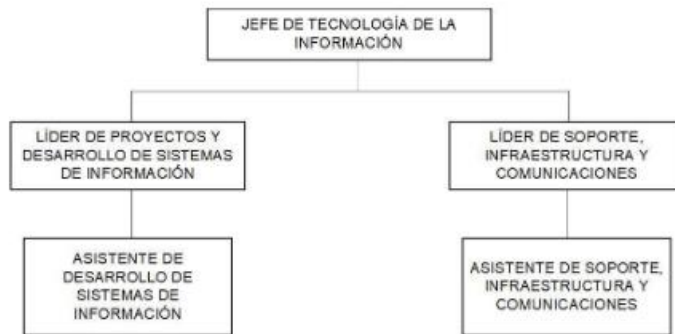 JEFE DE TECNOLOGÍA DE LA
INFORMACIÓN
LÍDER DE PROYECTOS Y
DESARROLLO DE SISTEMAS
DE INFORMACIÓN
LÍDER DE SOPORTE,
INFRAESTRUCTURA Y
COMUNICACIONES
ASISTENTE DE
DESARROLLO DE
SISTEMAS DE
INFORMACIÓN
ASISTENTE DE SOPORTE,
INFRAESTRUCTURA Y
COMUNICACIONES